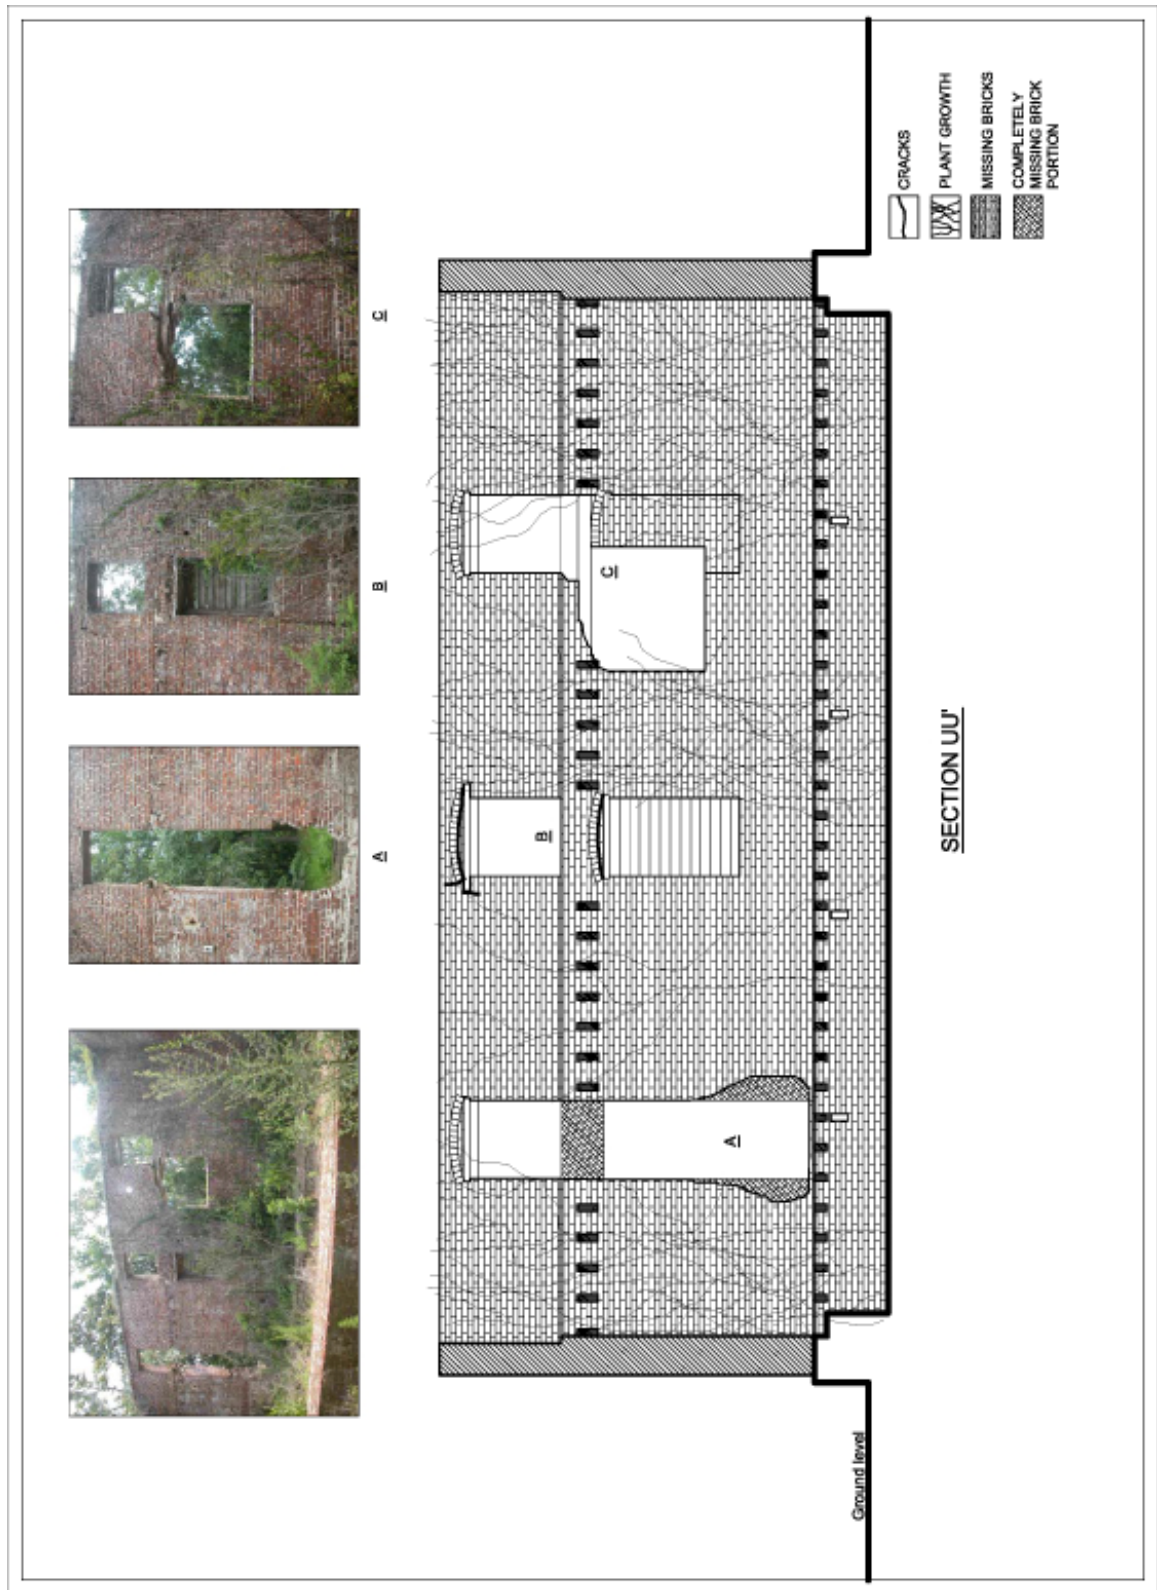 A
B
C
A
B
C
Ground level
SECTION UU'
CRACKS
PLANT GROWTH
MISSING BRICKS
COMPLETELY
MISSING BRICK
PORTION